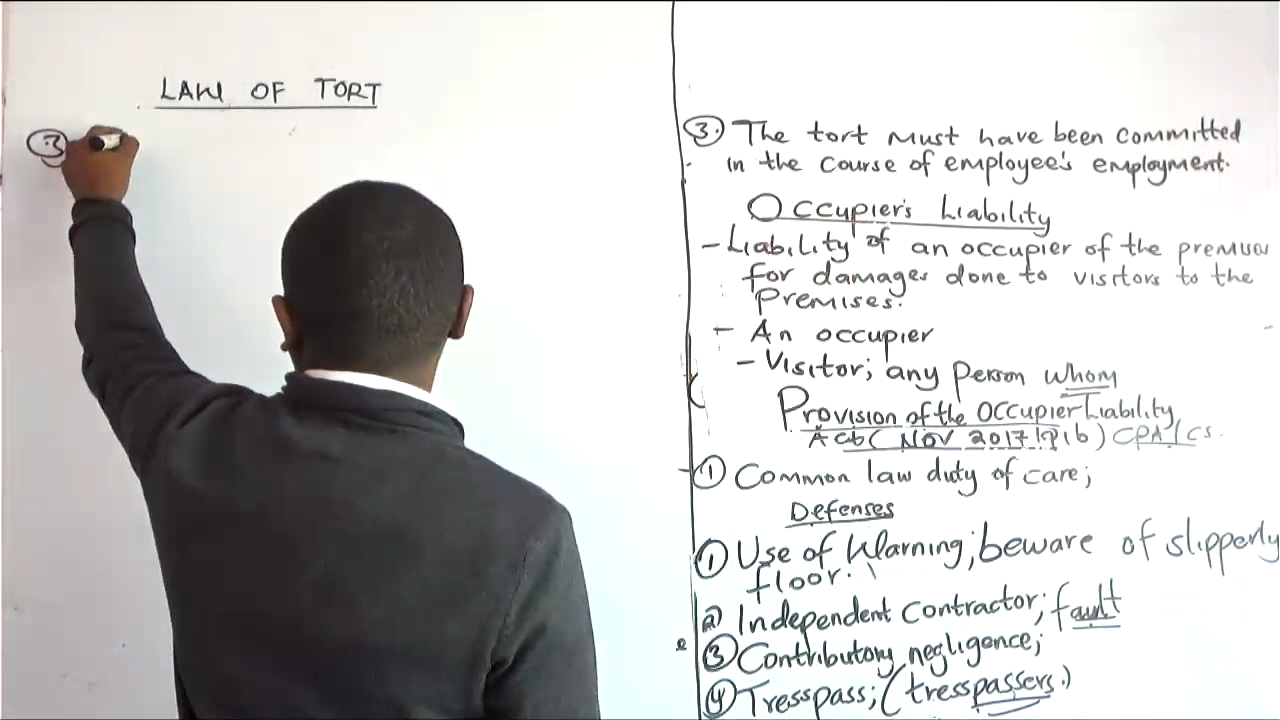 LAW OF TORT
3
3. The tort must have been committed
in the course of employee's employment.
Occupier's Liability
- Liability of an occupier of the premises
for damages done to visitors to the
Premises.
- An occupier
- Visitor; any person whom
Provision of the Occupier Liability
Act (Nov 2017 1b) CPA/CS.
1 Common law duty of care;
Defenses
1 Use of Warning; beware of slipperly
floor.
2 Independent contractor; fault
3 Contributory negligence;
4 Tresspass; (tresspassers.)